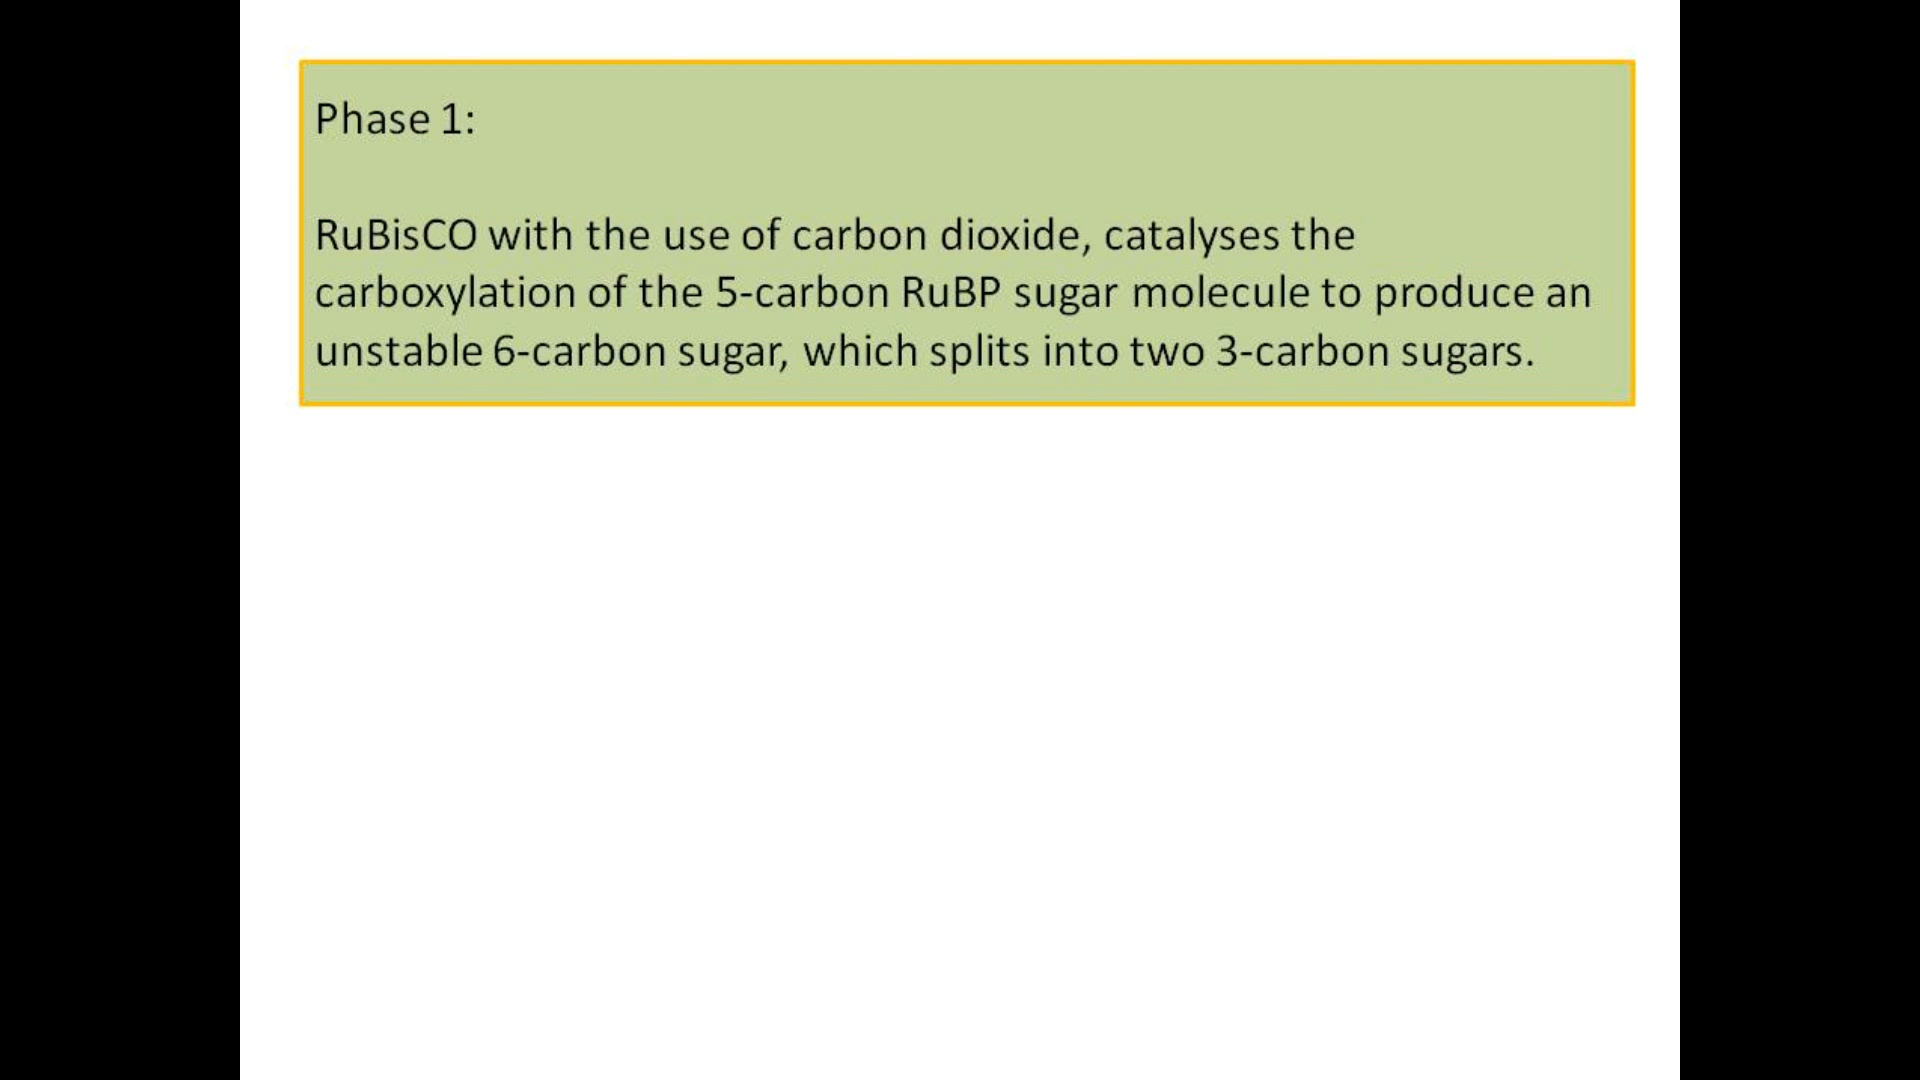 Phase 1:
RuBisCO with the use of carbon dioxide, catalyses the
carboxylation of the 5-carbon RuBP sugar molecule to produce an
unstable 6-carbon sugar, which splits into two 3-carbon sugars.